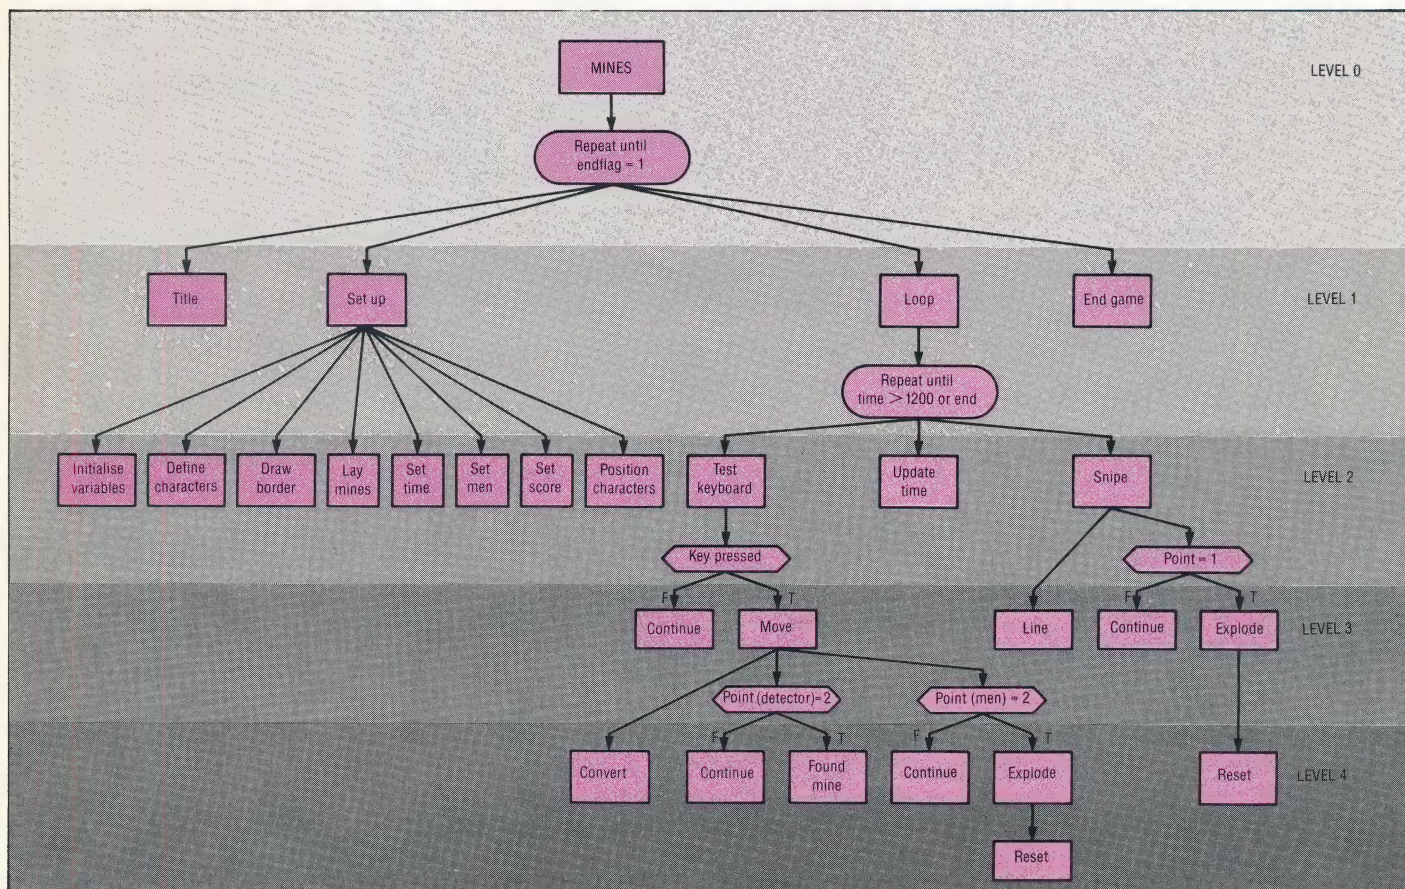 MINES
LEVEL 0
Repeat until
endflag = 1
Title
Set up
Loop
End game
LEVEL 1
Repeat until
time > 1200 or end
Initialise
variables
Define
characters
Draw
border
Lay
mines
Set
time
Set
men
Set
score
Position
characters
Test
keyboard
Update
time
Snipe
LEVEL 2
Key pressed
Point = 1
F
T
F
T
Continue
Move
Line
Continue
Explode
LEVEL 3
Point (detector)=2
Point (men) = 2
F
T
F
T
Convert
Continue
Found
mine
Continue
Explode
Reset
LEVEL 4
Reset